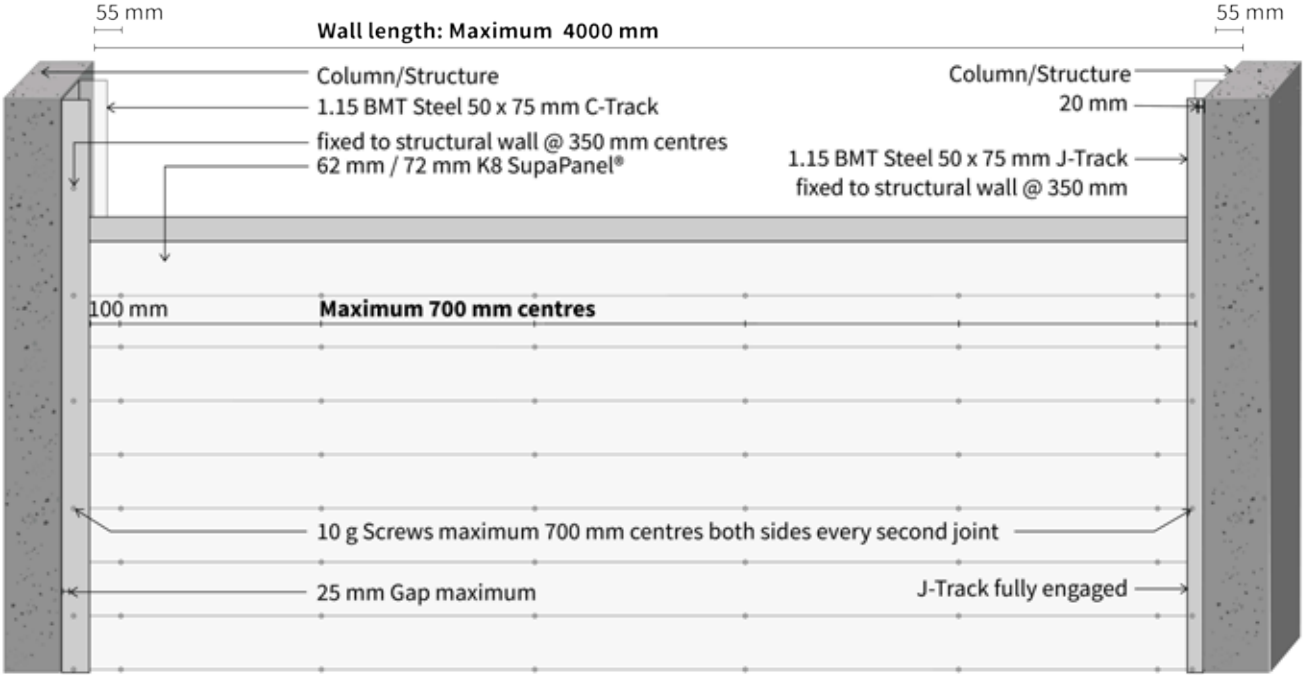 55 mm
55 mm
Wall length: Maximum 4000 mm
Column/Structure
1.15 BMT Steel 50 x 75 mm C-Track
fixed to structural wall @ 350 mm centres
62 mm / 72 mm K8 SupaPanel®
Column/Structure
20 mm
1.15 BMT Steel 50 x 75 mm J-Track
fixed to structural wall @ 350 mm
100 mm
Maximum 700 mm centres
10 g Screws maximum 700 mm centres both sides every second joint
25 mm Gap maximum
J-Track fully engaged